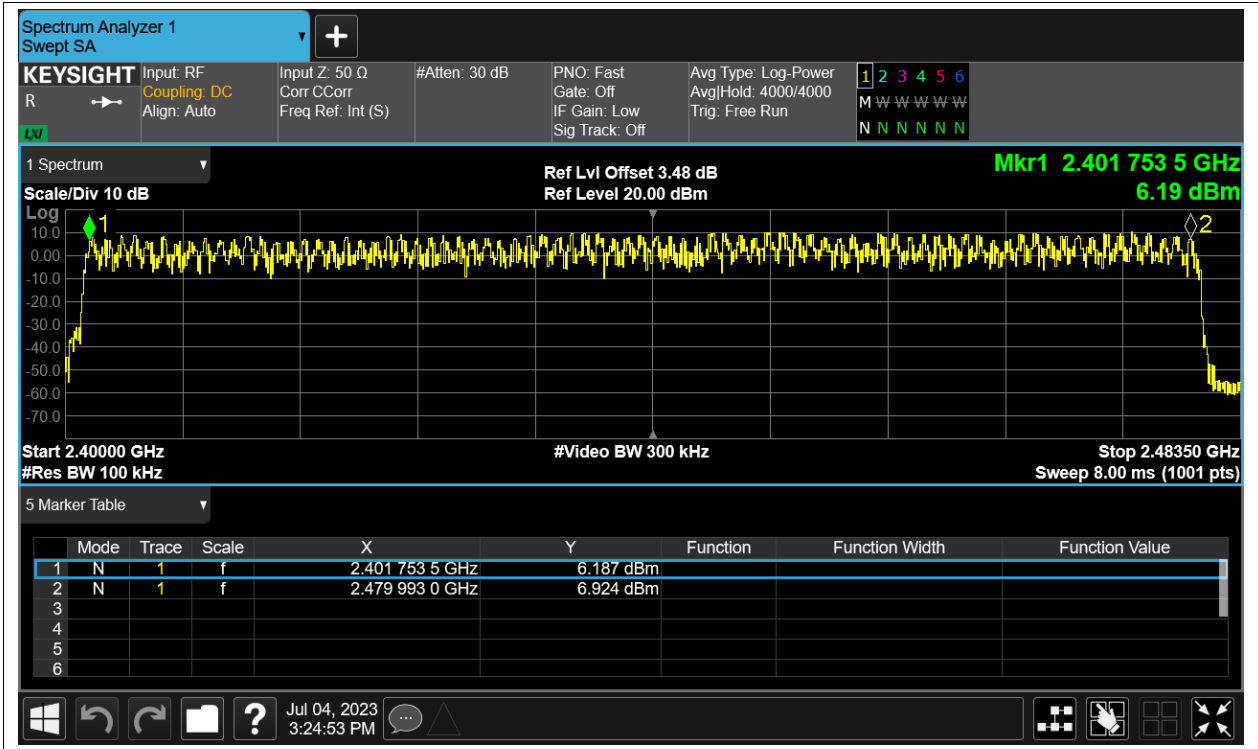 Spectrum Analyzer 1
Swept SA
+
KEYSIGHT
R
LXI
Input: RF
Coupling: DC
Align: Auto
Input Z: 50 Ω
Corr CCorr
Freq Ref: Int (S)
#Atten: 30 dB
PNO: Fast
Gate: Off
IF Gain: Low
Sig Track: Off
Avg Type: Log-Power
Avg|Hold: 4000/4000
Trig: Free Run
1 2 3 4 5 6
M W W W W W
N N N N N N
1 Spectrum
Scale/Div 10 dB
Ref Lvl Offset 3.48 dB
Ref Level 20.00 dBm
Mkr1 2.401 753 5 GHz
6.19 dBm
Log
10.0
0.00
-10.0
-20.0
-30.0
-40.0
-50.0
-60.0
-70.0
1
2
Start 2.40000 GHz
#Res BW 100 kHz
#Video BW 300 kHz
Stop 2.48350 GHz
Sweep 8.00 ms (1001 pts)
5 Marker Table
Mode Trace Scale X Y Function Function Width Function Value
1 N 1 f 2.401 753 5 GHz 6.187 dBm
2 N 1 f 2.479 993 0 GHz 6.924 dBm
3
4
5
6
?
Jul 04, 2023
3:24:53 PM